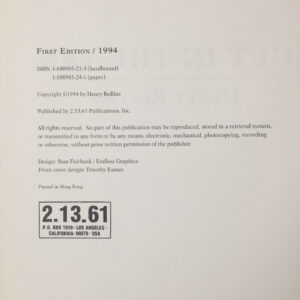 FIRST EDITION / 1994
ISBN 1-880985-23-3 (hardbound)
1-880985-24-1 (paper)
Copyright ©1994 by Henry Rollins
Published by 2.13.61 Publications, Inc.
All rights reserved. No part of this publication may be reproduced, stored in a retrieval system,
or transmitted in any form or by any means, electronic, mechanical, photocopying, recording
or otherwise, without prior written permission of the publisher.
Design: Stan Fairbank / Endless Graphics
Front cover design: Timothy Eames
Printed in Hong Kong
2.13.61
P.O. BOX 1910 · LOS ANGELES ·
CALIFORNIA · 90078 · USA